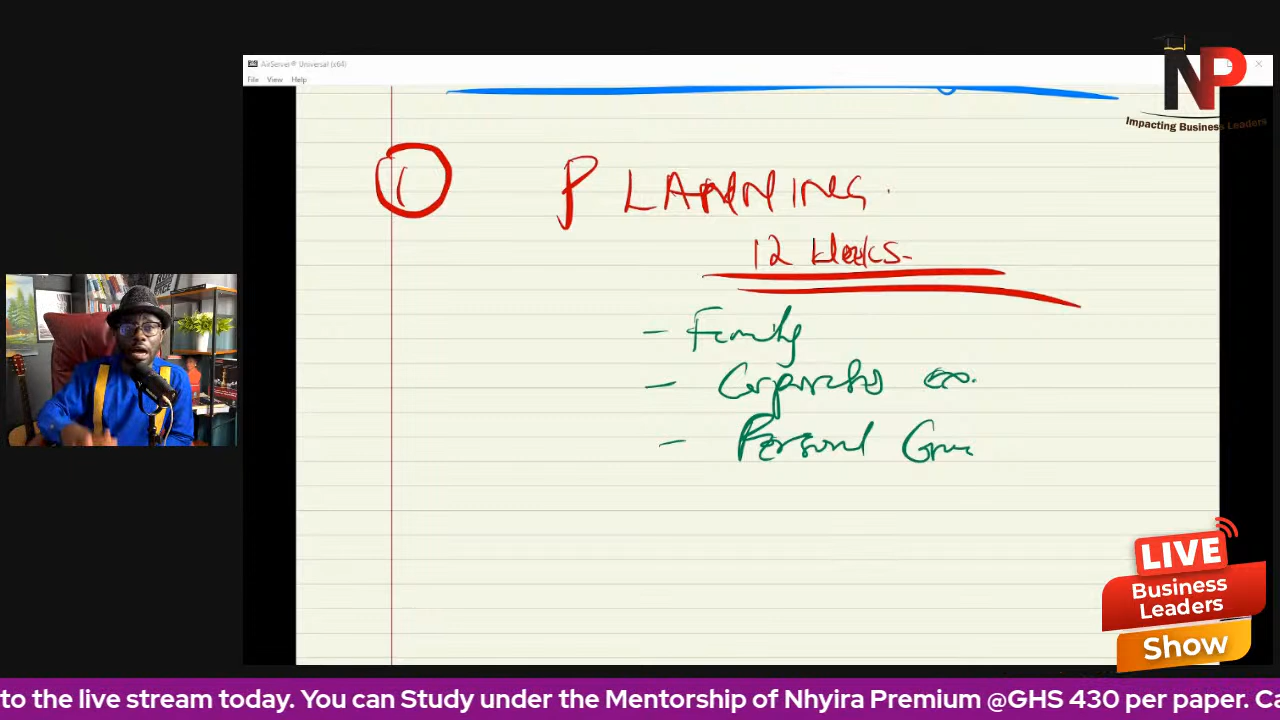 AirServer® Universal (x64)
File View Help
NP
Impacting Business Leaders
1
PLANNING.
12 Weeks.
- Family
- Corporate
- Personal
LIVE
Business
Leaders
Show
to the live stream today. You can Study under the Mentorship of Nhyira Premium @GHS 430 per paper. Ca